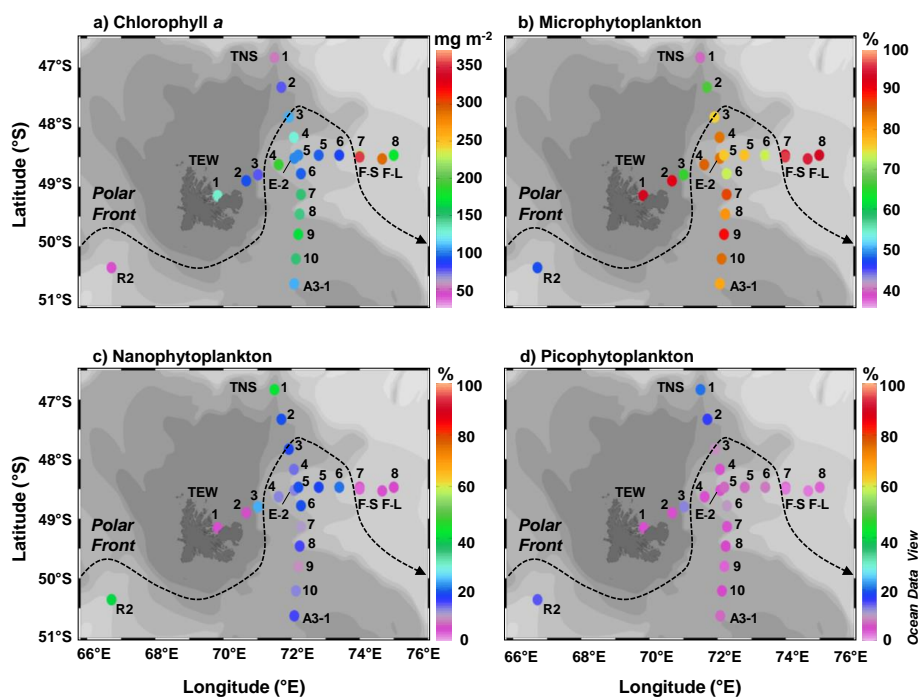 a) Chlorophyll a
mg m-2
47°S
48°S
49°S
50°S
51°S
Latitude (°S)
TNS
1
2
3
4
5
6
7
8
9
10
A3-1
TEW
1
2
3
4
5
6
7
8
E-2
F-S
F-L
Polar
Front
R2
350
300
250
200
150
100
50
b) Microphytoplankton
%
TNS
1
2
3
4
5
6
7
8
9
10
A3-1
TEW
1
2
3
4
5
6
7
8
E-2
F-S
F-L
Polar
Front
R2
100
90
80
70
60
50
40
c) Nanophytoplankton
%
47°S
48°S
49°S
50°S
51°S
Latitude (°S)
TNS
1
2
3
4
5
6
7
8
9
10
A3-1
TEW
1
2
3
4
5
6
7
8
E-2
F-S
F-L
Polar
Front
R2
100
80
60
40
20
0
66°E
68°E
70°E
72°E
74°E
76°E
Longitude (°E)
d) Picophytoplankton
%
TNS
1
2
3
4
5
6
7
8
9
10
A3-1
TEW
1
2
3
4
5
6
7
8
E-2
F-S
F-L
Polar
Front
R2
100
80
60
40
20
0
Ocean Data View
66°E
68°E
70°E
72°E
74°E
76°E
Longitude (°E)